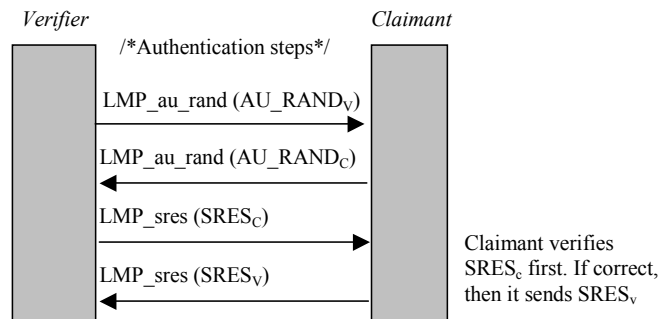 Verifier Claimant
/*Authentication steps*/
LMP_au_rand (AU_RANDV)
LMP_au_rand (AU_RANDC)
LMP_sres (SRESC)
LMP_sres (SRESV)
Claimant verifies
SRESc first. If correct,
then it sends SRESv